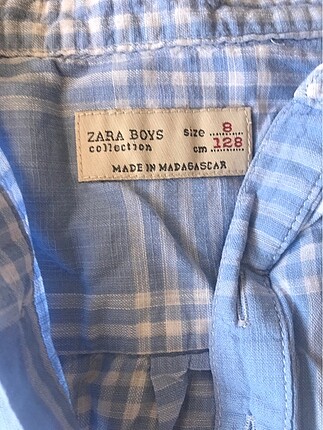 ZARA BOYS size 8
collection cm 128
MADE IN MADAGASCAR